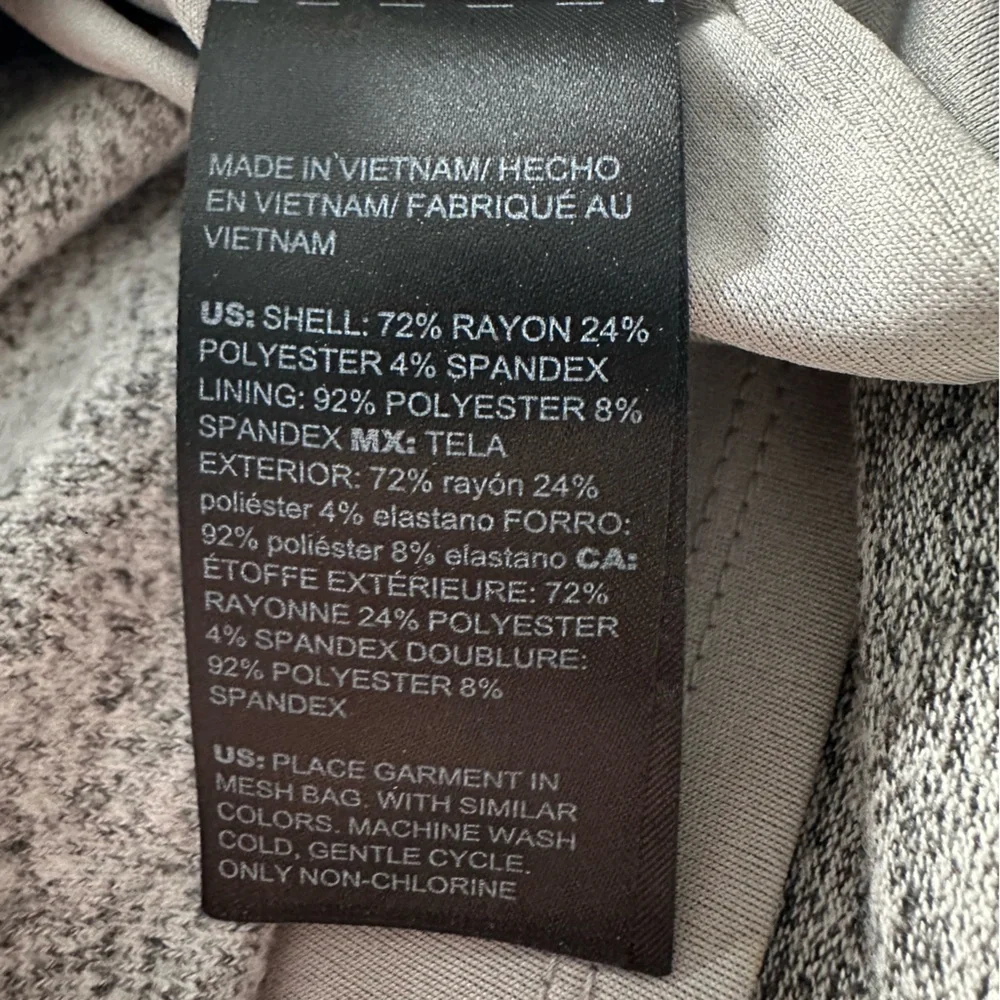 MADE IN VIETNAM/ HECHO
EN VIETNAM/ FABRIQUÉ AU
VIETNAM
US: SHELL: 72% RAYON 24%
POLYESTER 4% SPANDEX
LINING: 92% POLYESTER 8%
SPANDEX MX: TELA
EXTERIOR: 72% rayón 24%
poliéster 4% elastano FORRO:
92% poliéster 8% elastano CA:
ÉTOFFE EXTÉRIEURE: 72%
RAYONNE 24% POLYESTER
4% SPANDEX DOUBLURE:
92% POLYESTER 8%
SPANDEX
US: PLACE GARMENT IN
MESH BAG. WITH SIMILAR
COLORS. MACHINE WASH
COLD, GENTLE CYCLE.
ONLY NON-CHLORINE